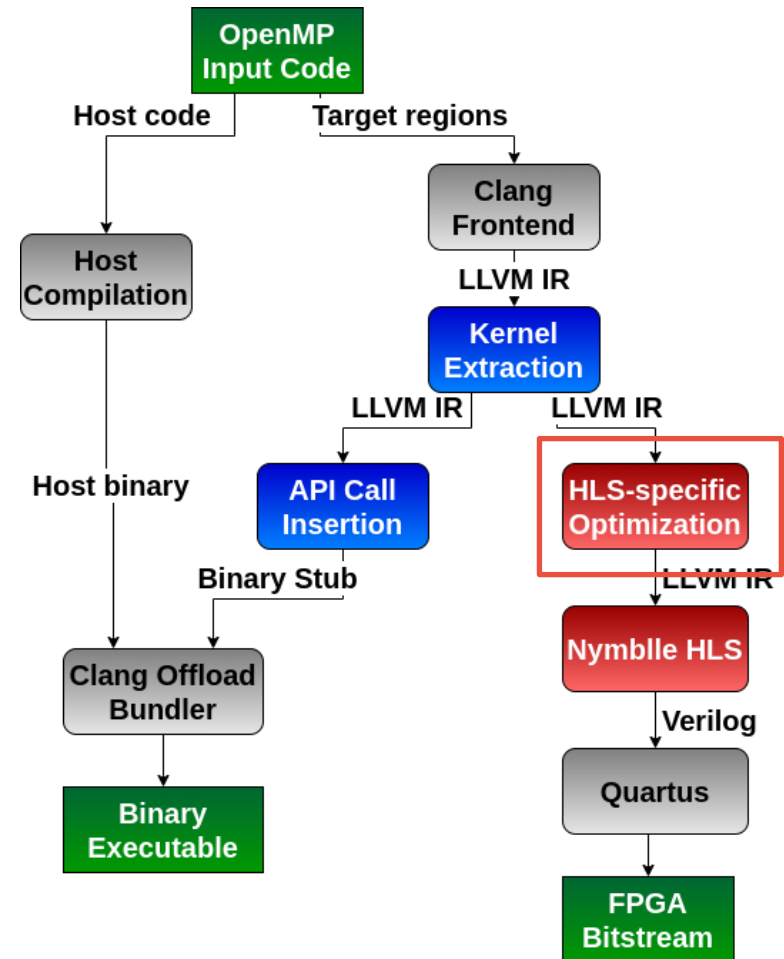 OpenMP
Input Code
Host code
Target regions
Clang
Frontend
Host
Compilation
LLVM IR
Kernel
Extraction
LLVM IR
LLVM IR
Host binary
API Call
Insertion
HLS-specific
Optimization
Binary Stub
LLVM IR
Nymblle HLS
Clang Offload
Bundler
Verilog
Quartus
Binary
Executable
FPGA
Bitstream